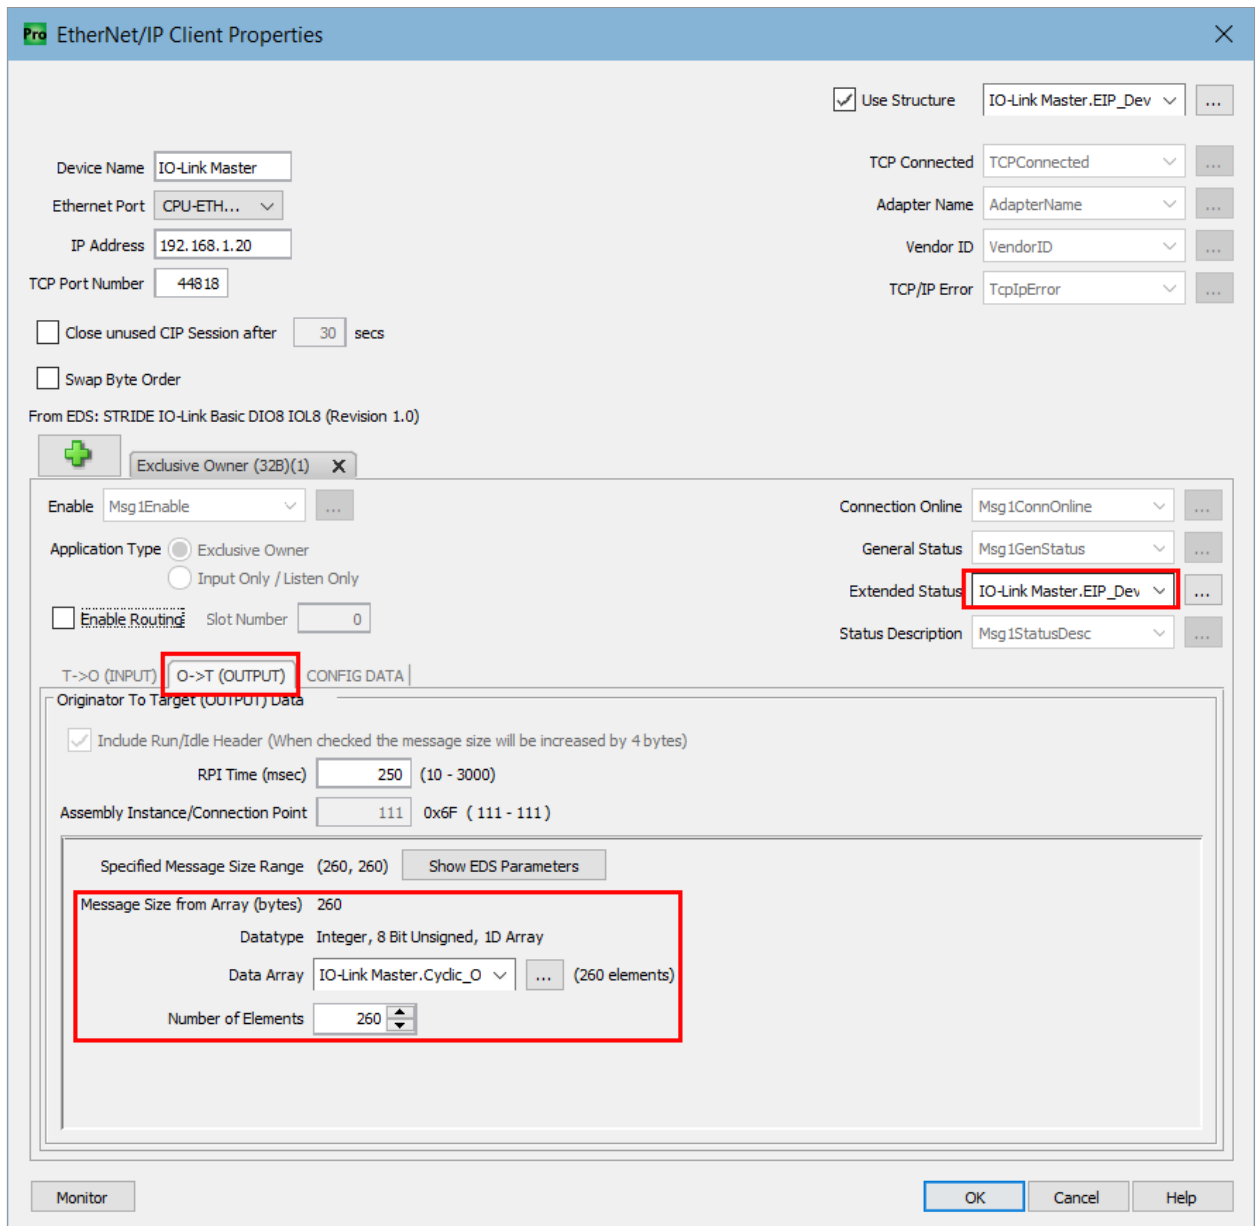 Pro EtherNet/IP Client Properties
Use Structure IO-Link Master.EIP_Dev ...
Device Name IO-Link Master
TCP Connected TCPConnected ...
Ethernet Port CPU-ETH...
Adapter Name AdapterName ...
IP Address 192.168.1.20
Vendor ID VendorID ...
TCP Port Number 44818
TCP/IP Error TcpIpError ...
Close unused CIP Session after 30 secs
Swap Byte Order
From EDS: STRIDE IO-Link Basic DIO8 IOL8 (Revision 1.0)
Exclusive Owner (32B)(1) X
Enable Msg1Enable ...
Connection Online Msg1ConnOnline ...
Application Type Exclusive Owner
General Status Msg1GenStatus ...
Input Only / Listen Only
Extended Status IO-Link Master.EIP_Dev ...
Enable Routing Slot Number 0
Status Description Msg1StatusDesc ...
T->O (INPUT) O->T (OUTPUT) CONFIG DATA
Originator To Target (OUTPUT) Data
Include Run/Idle Header (When checked the message size will be increased by 4 bytes)
RPI Time (msec) 250 (10 - 3000)
Assembly Instance/Connection Point 111 0x6F ( 111 - 111 )
Specified Message Size Range (260, 260) Show EDS Parameters
Message Size from Array (bytes) 260
Datatype Integer, 8 Bit Unsigned, 1D Array
Data Array IO-Link Master.Cyclic_O ... (260 elements)
Number of Elements 260
Monitor OK Cancel Help